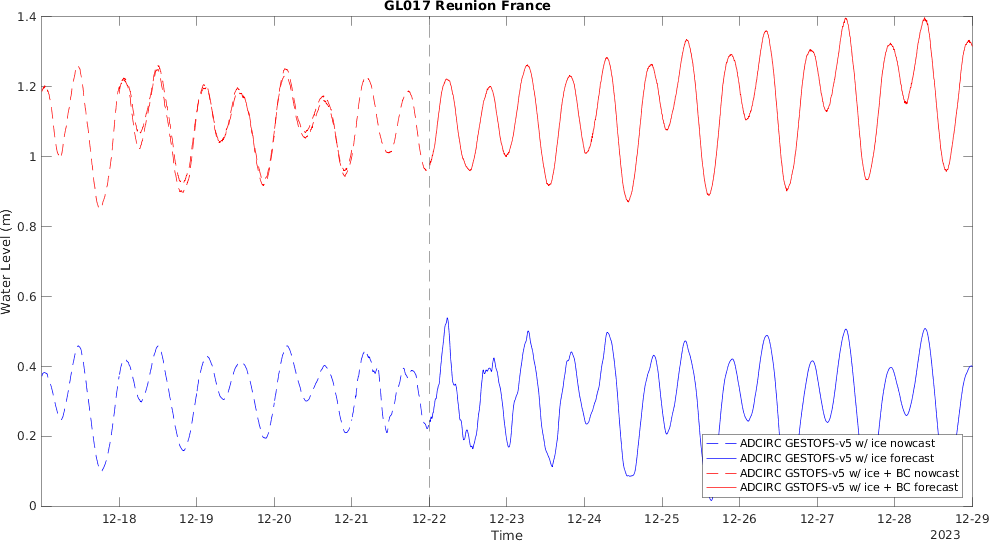 GL017 Reunion France
1.4
1.2
1
0.8
0.6
0.4
0.2
0
Water Level (m)
ADCIRC GESTOFS-v5 w/ ice nowcast
ADCIRC GESTOFS-v5 w/ ice forecast
ADCIRC GSTOFS-v5 w/ ice + BC nowcast
ADCIRC GSTOFS-v5 w/ ice + BC forecast
12-18 12-19 12-20 12-21 12-22 12-23 12-24 12-25 12-26 12-27 12-28 12-29
Time
2023